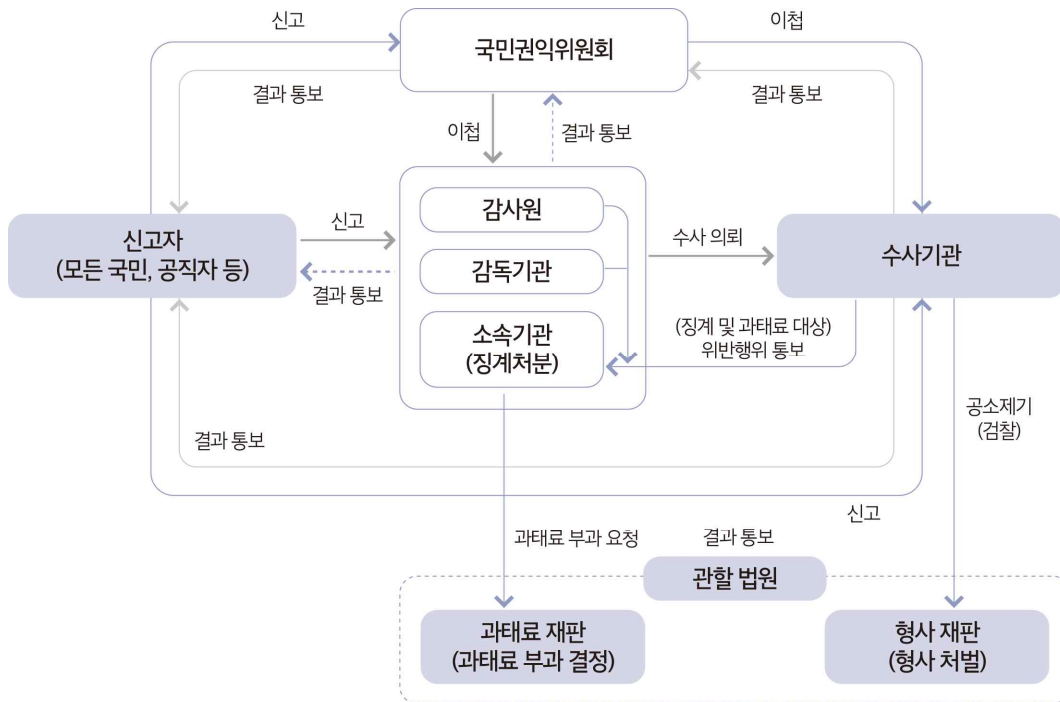 신고
이첩
국민권익위원회
결과 통보
결과 통보
이첩
결과 통보
감사원
신고자
(모든 국민, 공직자 등)
신고
수사 의뢰
수사기관
감독기관
결과 통보
소속기관
(징계처분)
(징계 및 과태료 대상)
위반행위 통보
공소제기
(검찰)
결과 통보
신고
과태료 부과 요청
결과 통보
관할 법원
과태료 재판
(과태료 부과 결정)
형사 재판
(형사 처벌)